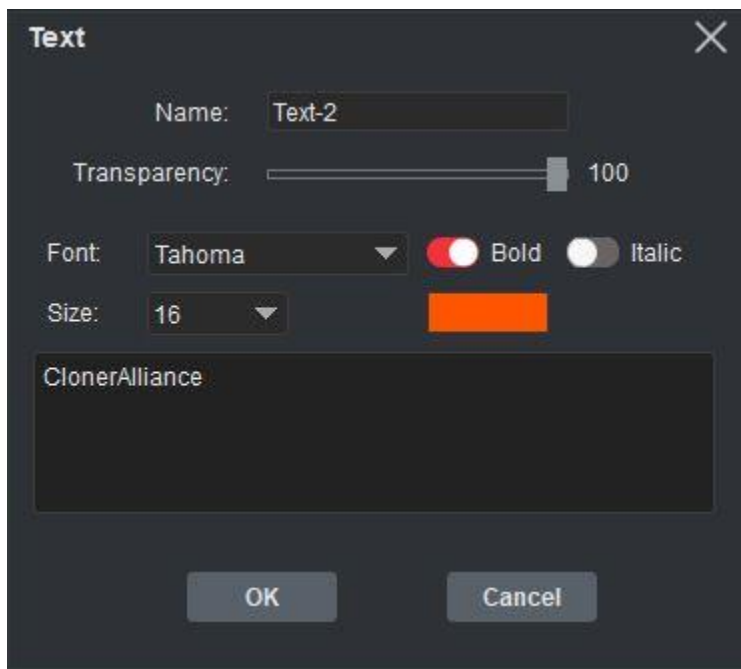 Text
Name: Text-2
Transparency: 100
Font: Tahoma Bold Italic
Size: 16
ClonerAlliance
OK Cancel